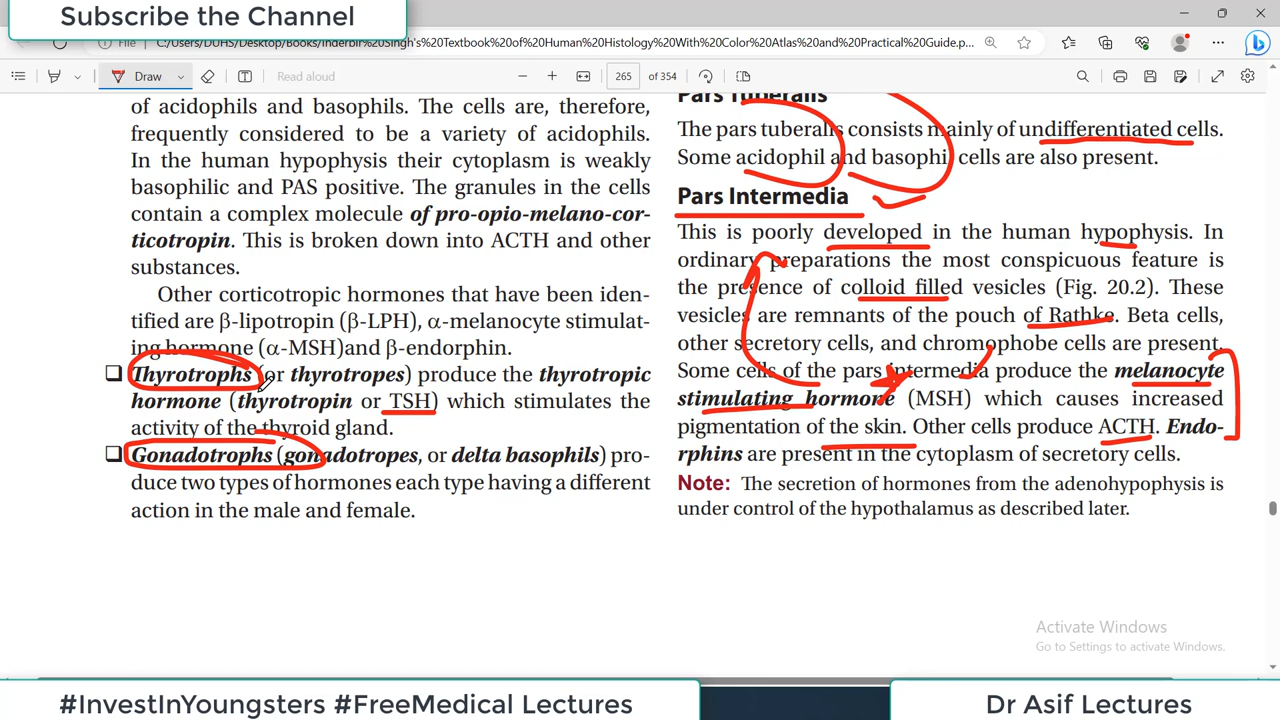 Subscribe the Channel
File
C:/Users/DUHS/Desktop/Books/Inderbir%20Singh's%20Textbook%20of%20Human%20Histology%20With%20Color%20Atlas%20and%20Practical%20Guide.p...
Draw
Read aloud
265
of 354
of acidophils and basophils. The cells are, therefore,
frequently considered to be a variety of acidophils.
In the human hypophysis their cytoplasm is weakly
basophilic and PAS positive. The granules in the cells
contain a complex molecule of pro-opio-melano-cor-
ticotropin. This is broken down into ACTH and other
substances.
Other corticotropic hormones that have been iden-
tified are β-lipotropin (β-LPH), α-melanocyte stimulat-
ing hormone (α-MSH)and β-endorphin.
❑ Thyrotrophs (or thyrotropes) produce the thyrotropic
hormone (thyrotropin or TSH) which stimulates the
activity of the thyroid gland.
❑ Gonadotrophs (gonadotropes, or delta basophils) pro-
duce two types of hormones each type having a different
action in the male and female.
Pars Tuberalis
The pars tuberalis consists mainly of undifferentiated cells.
Some acidophil and basophil cells are also present.
Pars Intermedia
This is poorly developed in the human hypophysis. In
ordinary preparations the most conspicuous feature is
the presence of colloid filled vesicles (Fig. 20.2). These
vesicles are remnants of the pouch of Rathke. Beta cells,
other secretory cells, and chromophobe cells are present.
Some cells of the pars intermedia produce the melanocyte
stimulating hormone (MSH) which causes increased
pigmentation of the skin. Other cells produce ACTH. Endo-
rphins are present in the cytoplasm of secretory cells.
Note: The secretion of hormones from the adenohypophysis is
under control of the hypothalamus as described later.
Activate Windows
Go to Settings to activate Windows.
#InvestInYoungsters #FreeMedical Lectures
Dr Asif Lectures